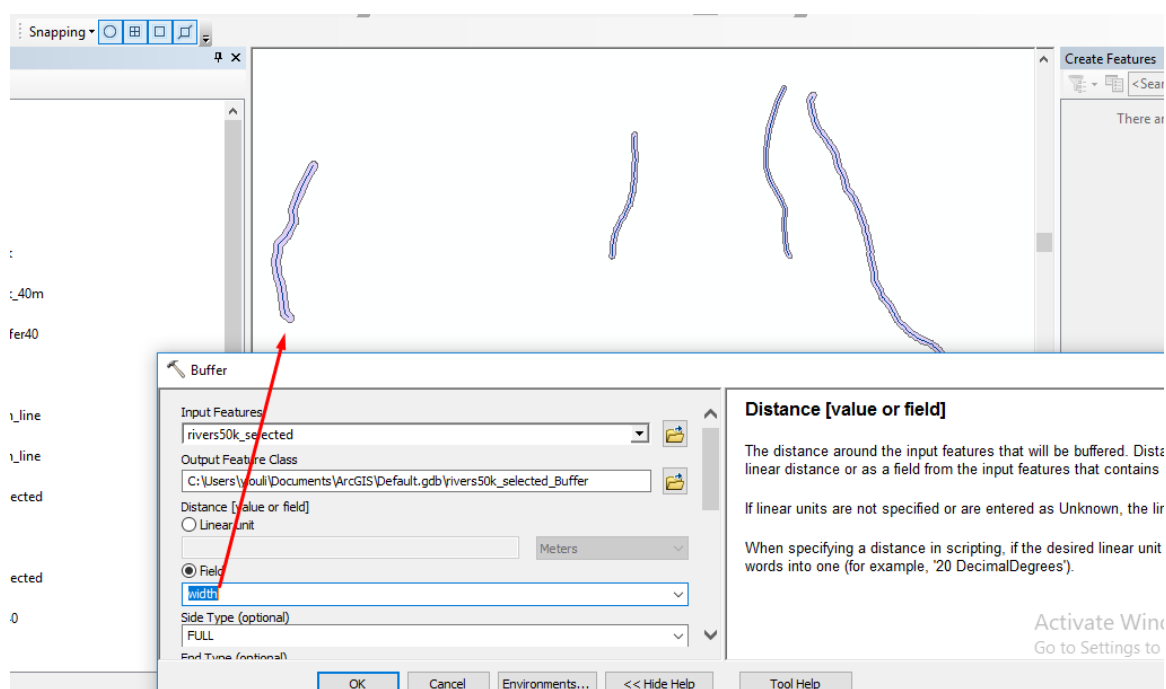 Snapping
Create Features
<Sear
There ar
_40m
fer40
_line
_line
ected
ected
Buffer
Input Features
rivers50k_selected
Output Feature Class
C:\Users\youli\Documents\ArcGIS\Default.gdb\rivers50k_selected_Buffer
Distance [value or field]
Linear unit
Meters
Field
width
Side Type (optional)
FULL
End Type (optional)
OK
Cancel
Environments...
<< Hide Help
Tool Help
Distance [value or field]
The distance around the input features that will be buffered. Dista
linear distance or as a field from the input features that contains
If linear units are not specified or are entered as Unknown, the lin
When specifying a distance in scripting, if the desired linear unit
words into one (for example, '20 DecimalDegrees').
Activate Wind
Go to Settings to